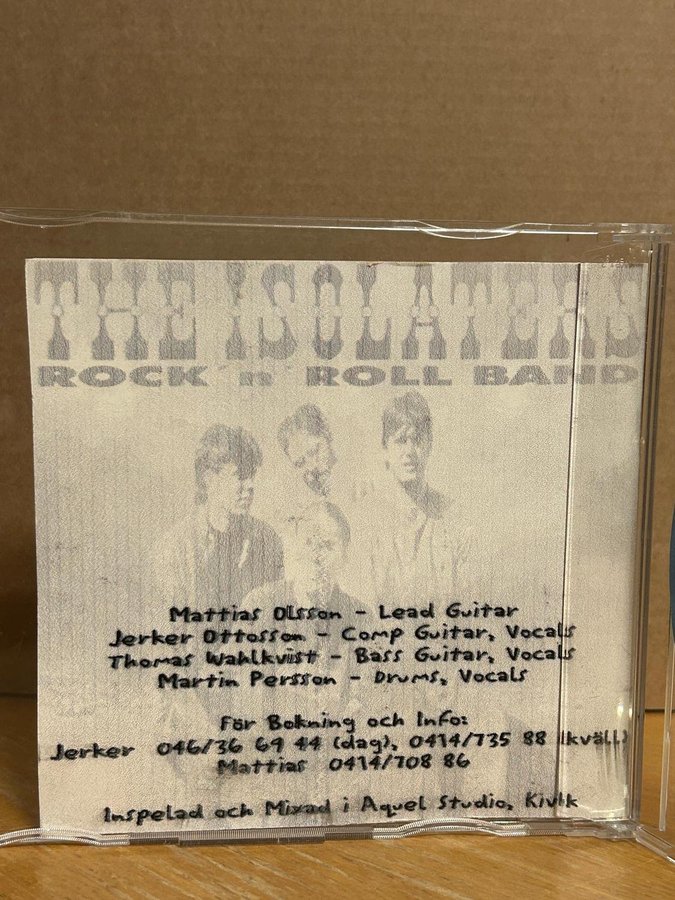 THE ISOLATERS
ROCK n ROLL BAND
Mattias Olsson - Lead Guitar
Jerker Ottosson - Comp Guitar, Vocals
Thomas Wahlkvist - Bass Guitar, Vocals
Martin Persson - Drums, Vocals
För Bokning och Info:
Jerker 046/36 69 44 (dag), 0414/735 88 (kväll)
Mattias 0414/708 86
Inspelad och Mixad i Aquel Studio, Kivik